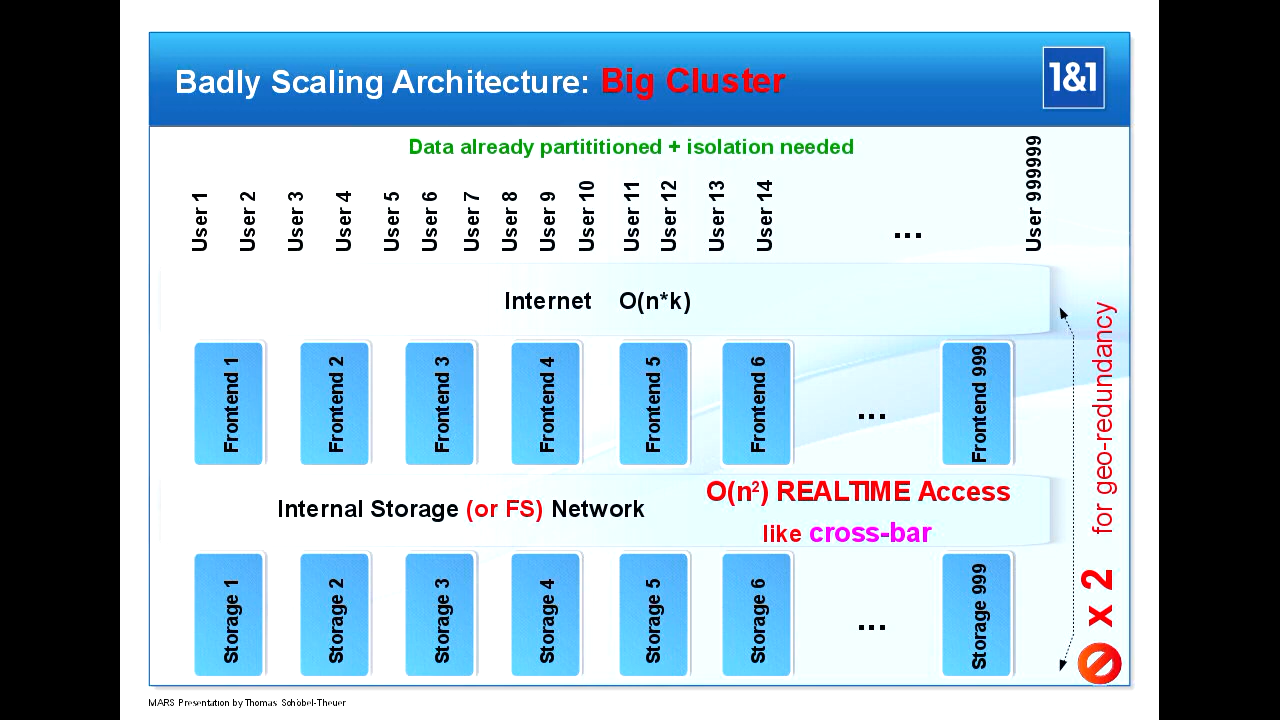 Badly Scaling Architecture: Big Cluster
1&1
Data already partititioned + isolation needed
User 1
User 2
User 3
User 4
User 5
User 6
User 7
User 8
User 9
User 10
User 11
User 12
User 13
User 14
...
User 999999
Internet O(n*k)
Frontend 1
Frontend 2
Frontend 3
Frontend 4
Frontend 5
Frontend 6
...
Frontend 999
Internal Storage (or FS) Network
O(n²) REALTIME Access
like cross-bar
Storage 1
Storage 2
Storage 3
Storage 4
Storage 5
Storage 6
...
Storage 999
x 2 for geo-redundancy
MARS Presentation by Thomas Schöbel-Theuer